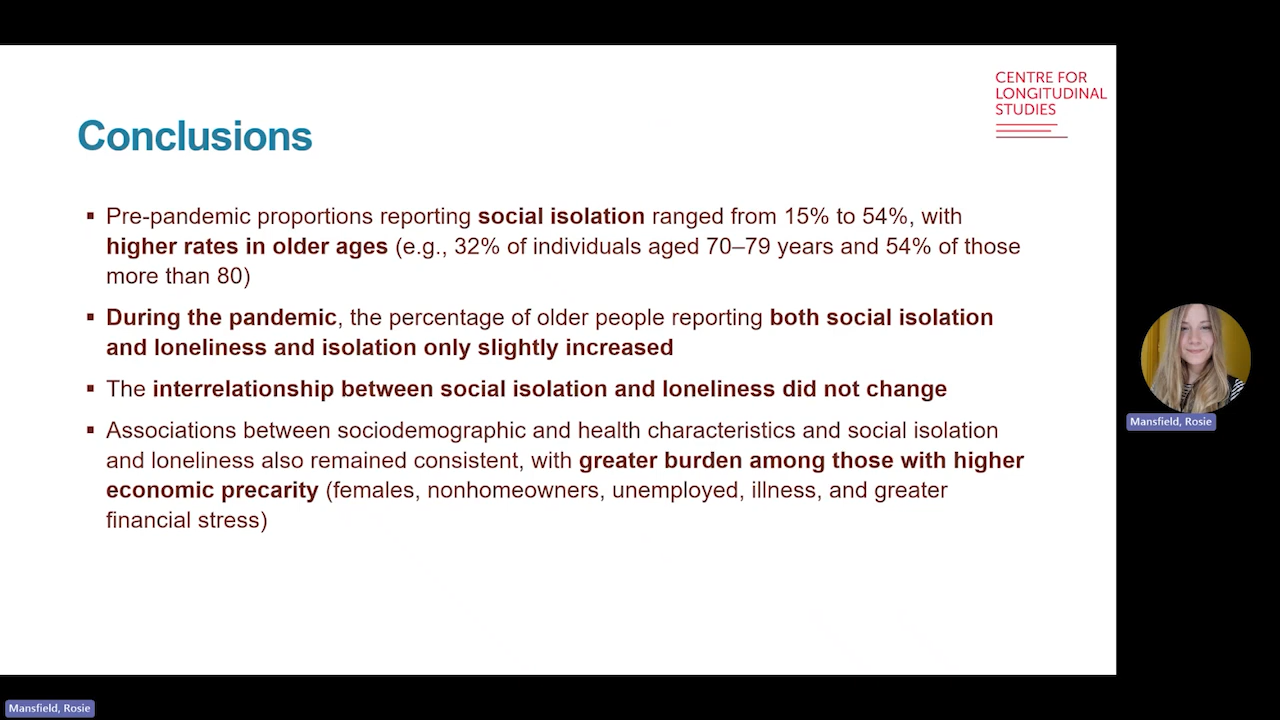 CENTRE FOR
LONGITUDINAL
STUDIES
Conclusions
▪ Pre-pandemic proportions reporting social isolation ranged from 15% to 54%, with
higher rates in older ages (e.g., 32% of individuals aged 70–79 years and 54% of those
more than 80)
▪ During the pandemic, the percentage of older people reporting both social isolation
and loneliness and isolation only slightly increased
▪ The interrelationship between social isolation and loneliness did not change
▪ Associations between sociodemographic and health characteristics and social isolation
and loneliness also remained consistent, with greater burden among those with higher
economic precarity (females, nonhomeowners, unemployed, illness, and greater
financial stress)
Mansfield, Rosie
Mansfield, Rosie